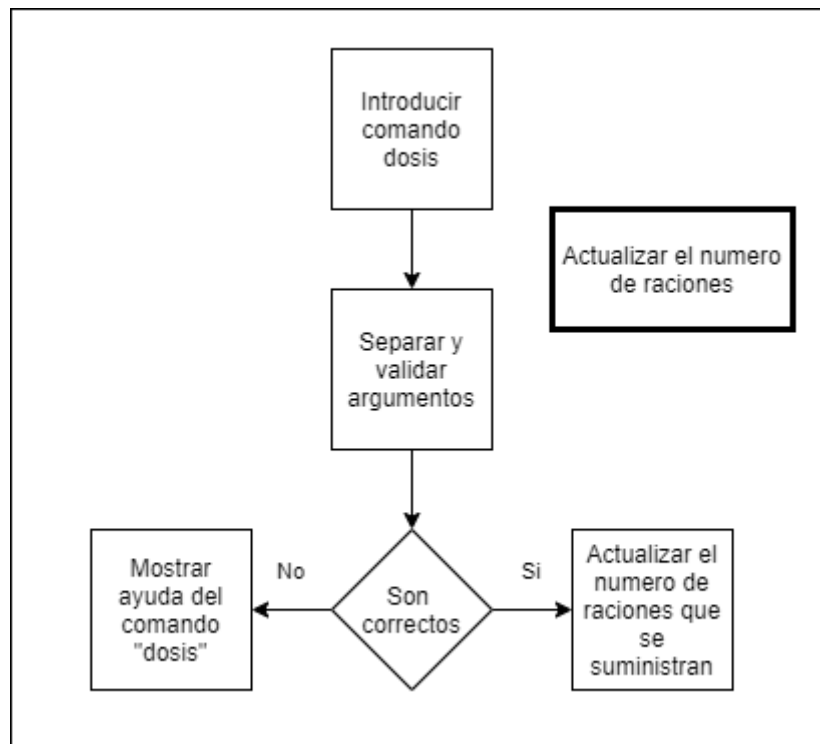 Introducir
comando
dosis
Actualizar el numero
de raciones
Separar y
validar
argumentos
Mostrar
ayuda del
comando
"dosis"
No
Son
correctos
Si
Actualizar el
numero de
raciones que
se
suministran